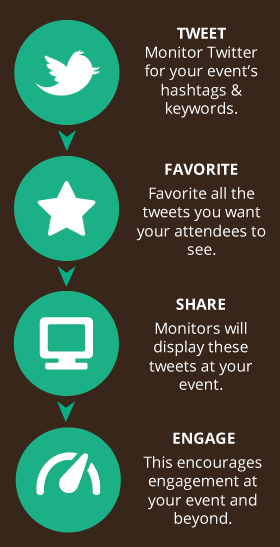 TWEET
Monitor Twitter
for your event's
hashtags &
keywords.
FAVORITE
Favorite all the
tweets you want
your attendees to
see.
SHARE
Monitors will
display these
tweets at your
event.
ENGAGE
This encourages
engagement at
your event and
beyond.